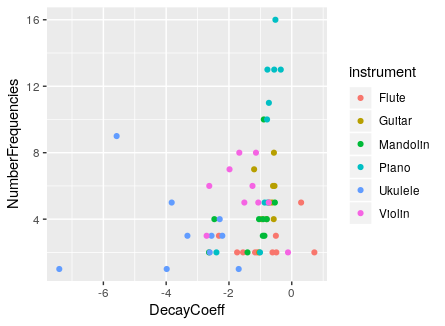 16
12
8
4
NumberFrequencies
-6
-4
-2
0
DecayCoeff
instrument
Flute
Guitar
Mandolin
Piano
Ukulele
Violin